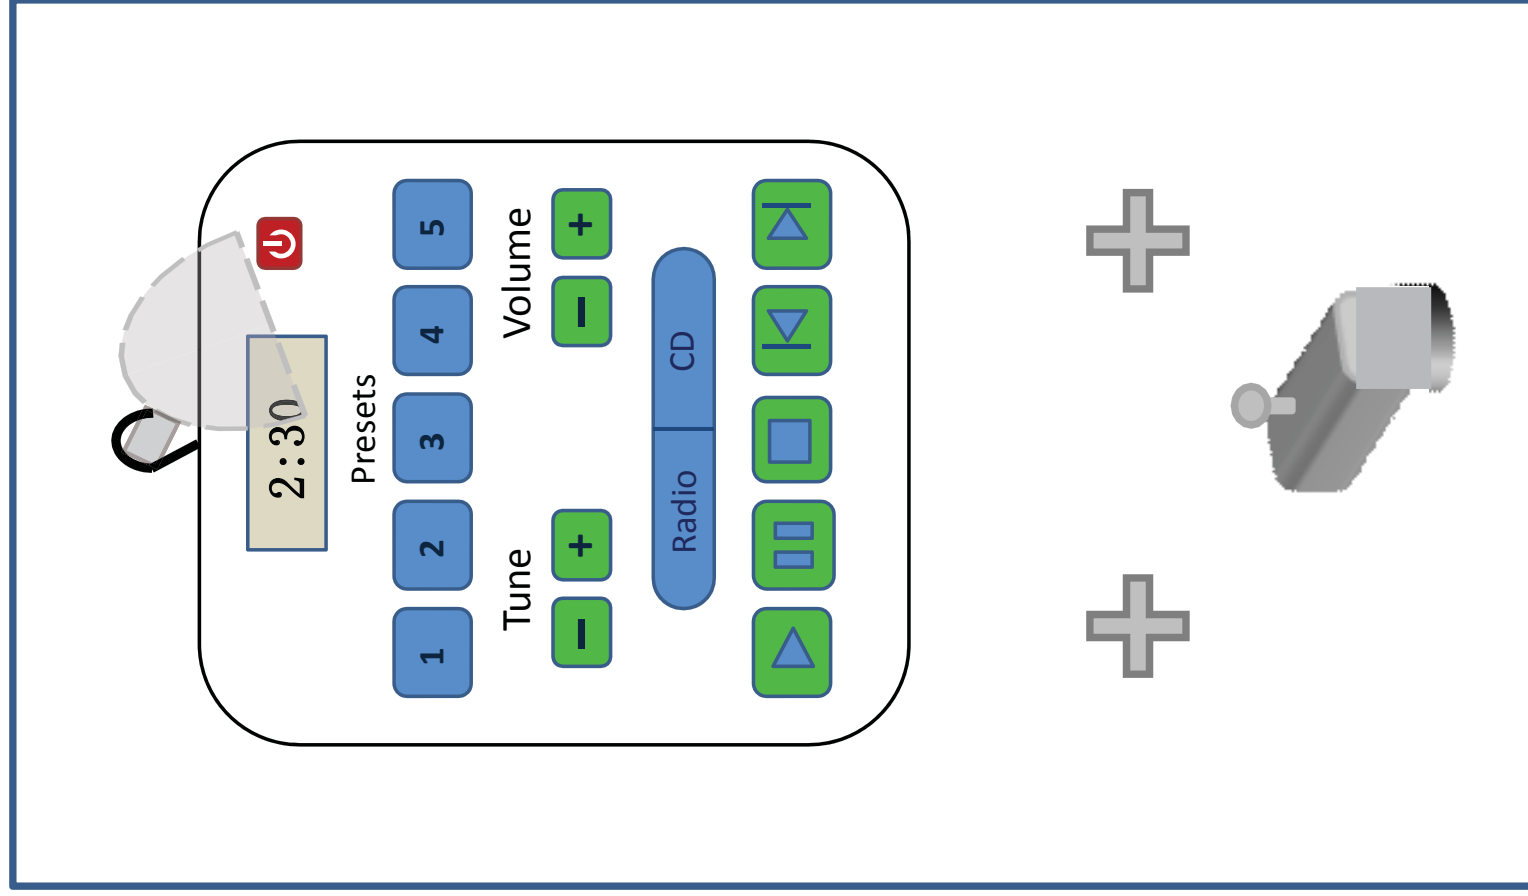 2:30
Presets
1 2 3 4 5
Tune Volume
− + − +
Radio CD